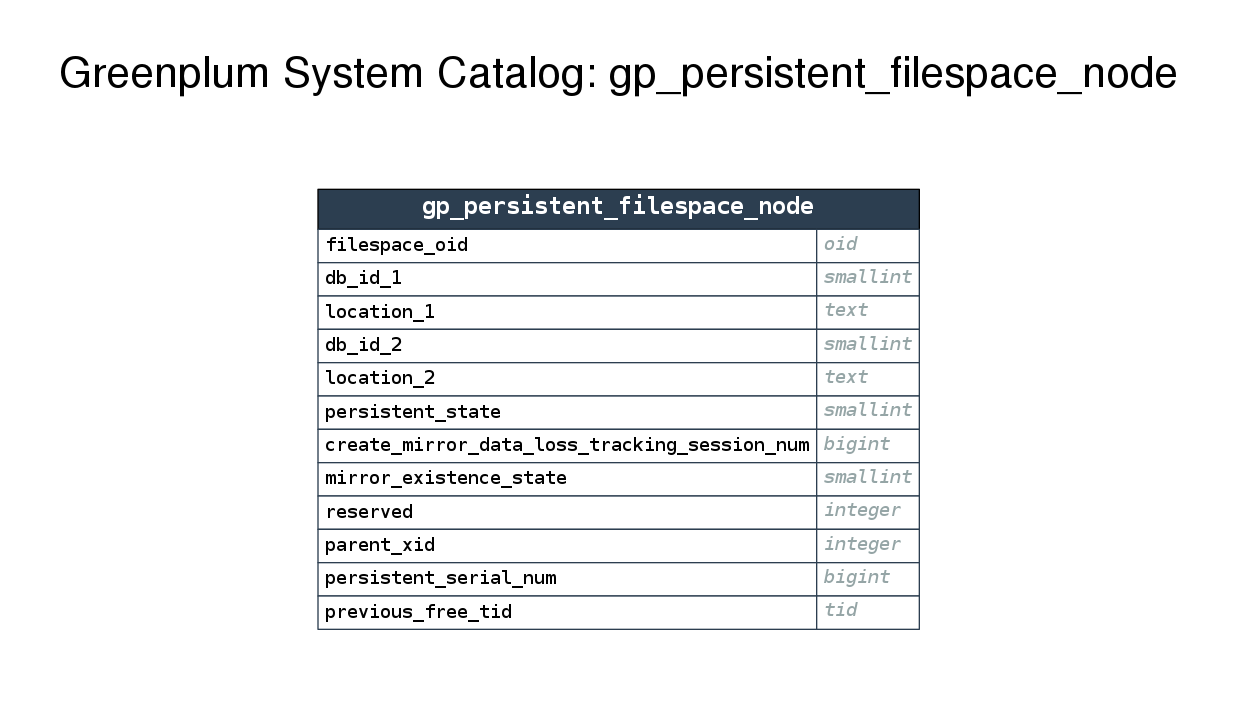 Greenplum System Catalog: gp_persistent_filespace_node
gp_persistent_filespace_node
filespace_oid oid
db_id_1 smallint
location_1 text
db_id_2 smallint
location_2 text
persistent_state smallint
create_mirror_data_loss_tracking_session_num bigint
mirror_existence_state smallint
reserved integer
parent_xid integer
persistent_serial_num bigint
previous_free_tid tid